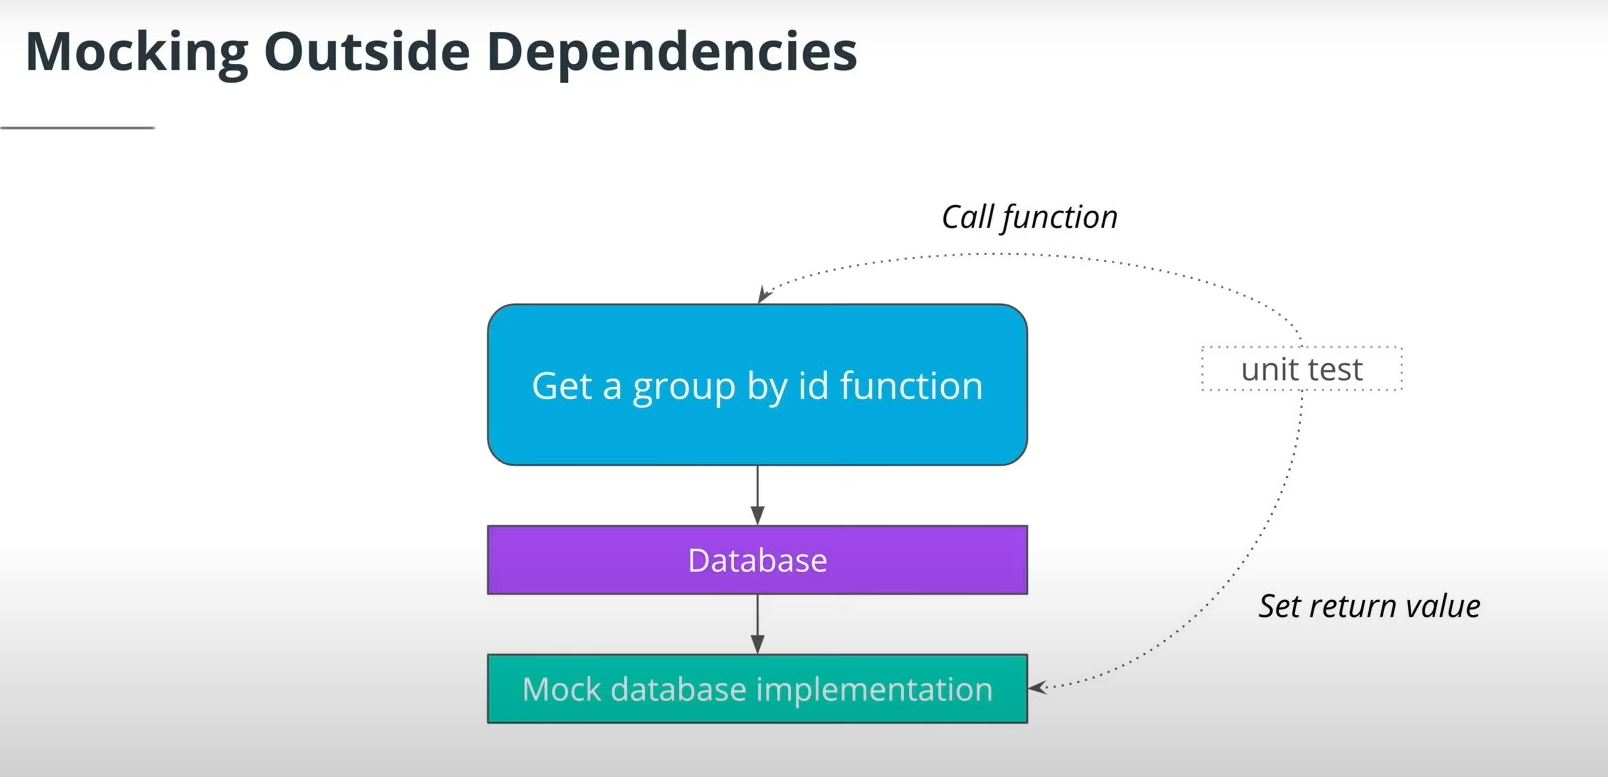 Mocking Outside Dependencies
Call function
Get a group by id function
unit test
Database
Set return value
Mock database implementation